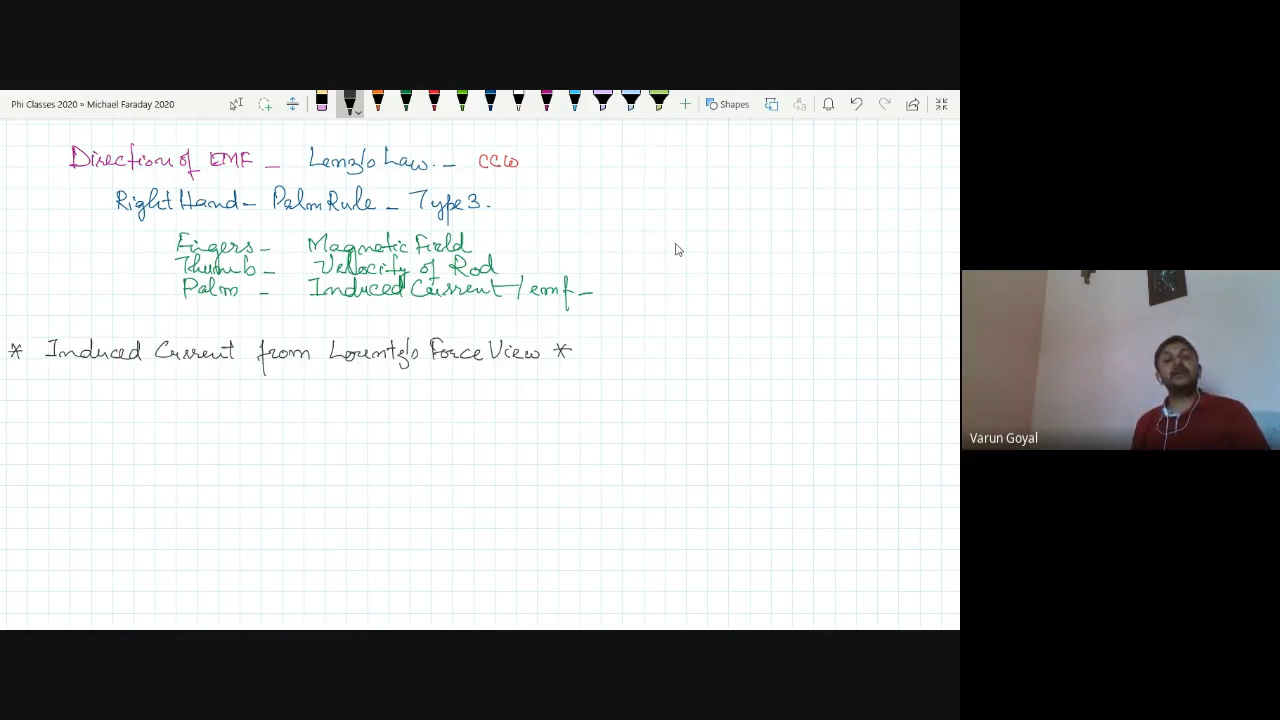 Phi Classes 2020 » Michael Faraday 2020
Shapes
Direction of EMF - Lenz's Law. - CCW
Right Hand - Palm Rule - Type 3.
Fingers - Magnetic Field
Thumb - Velocity of Rod
Palm - Induced Current / emf -
* Induced Current from Lorentz's Force View *
Varun Goyal